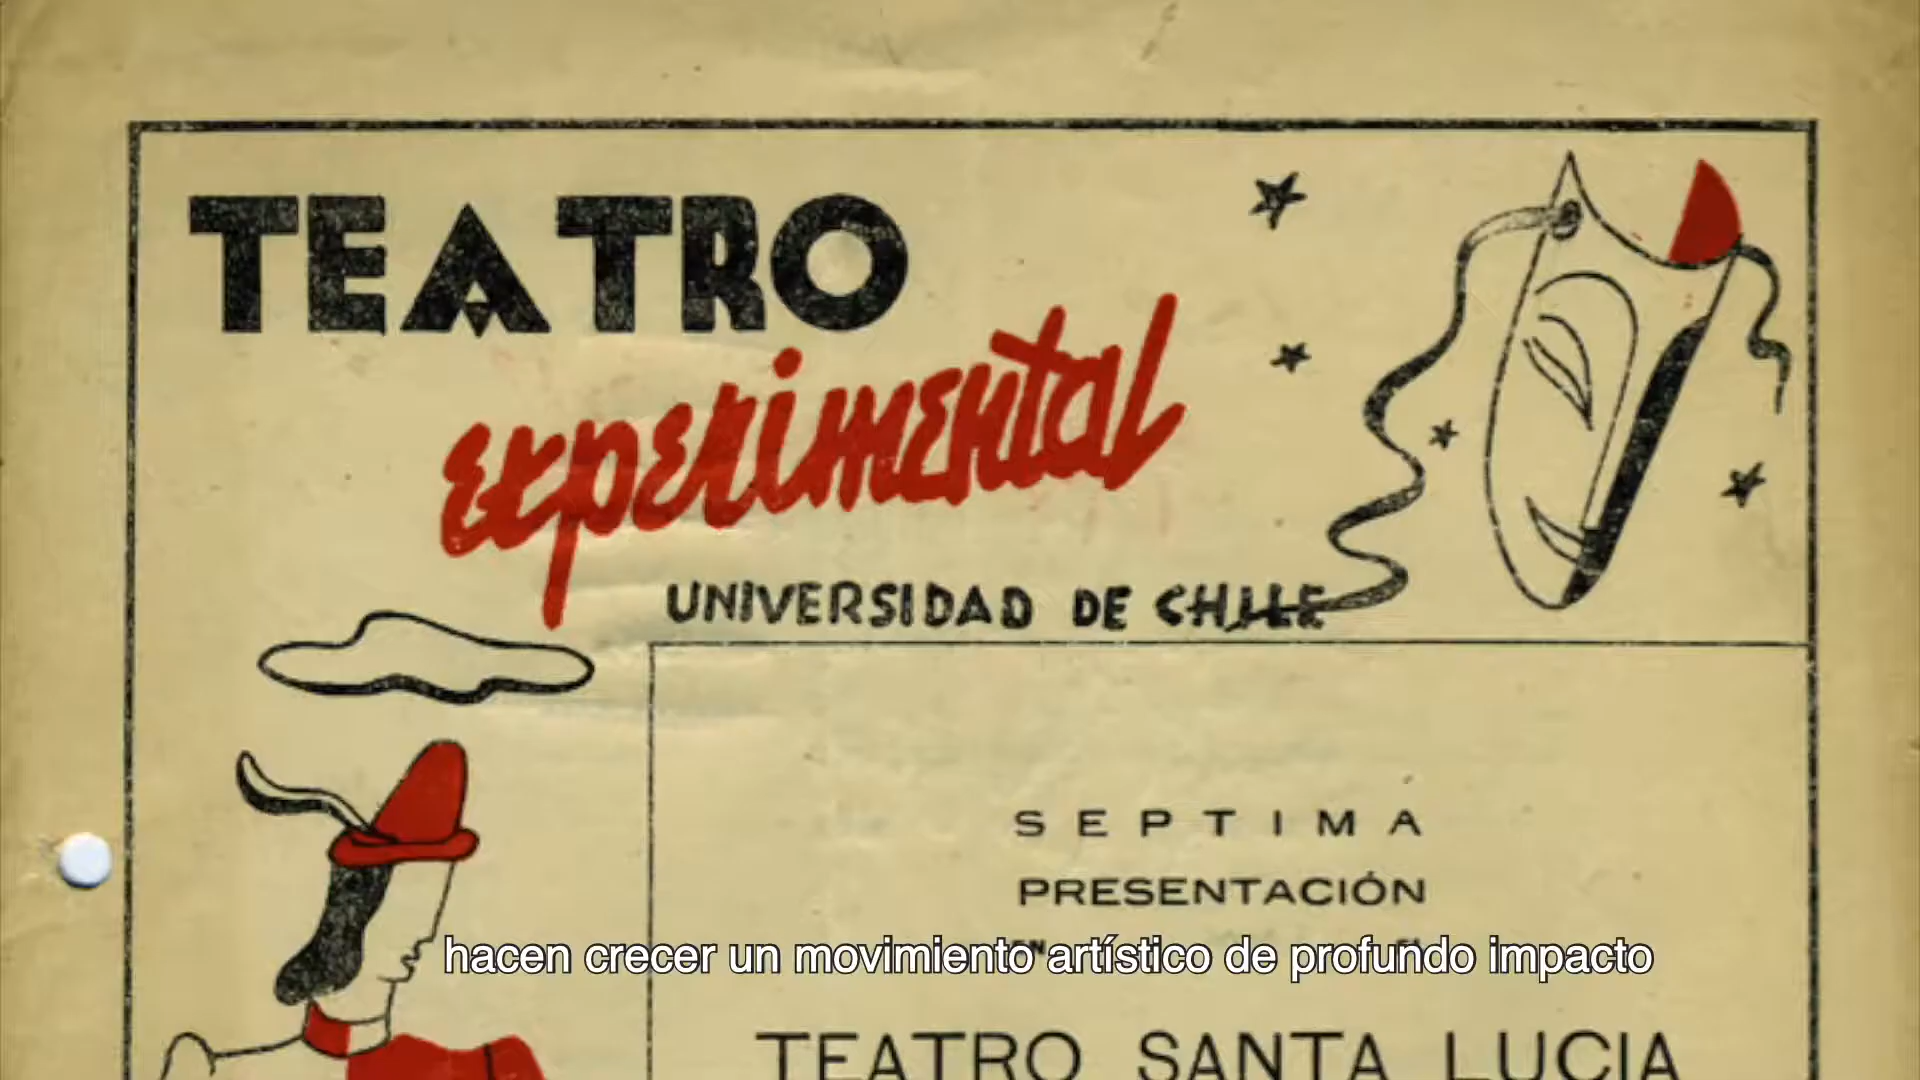 TEATRO
experimental
UNIVERSIDAD DE CHILE
SEPTIMA
PRESENTACIÓN
hacen crecer un movimiento artístico de profundo impacto
TEATRO SANTA LUCIA